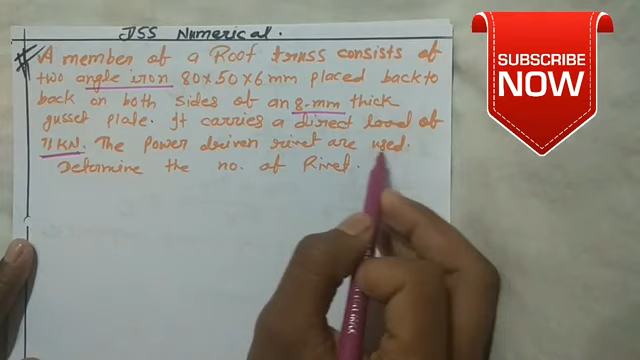 DSS Numerical.
A member of a Roof truss consists of
two angle iron 80x50x6 mm placed back to
back on both sides of an 8-mm thick
gusset plate. It carries a direct load of
71 KN. The power driven rivet are used.
Determine the no. of Rivet.
SUBSCRIBE
NOW